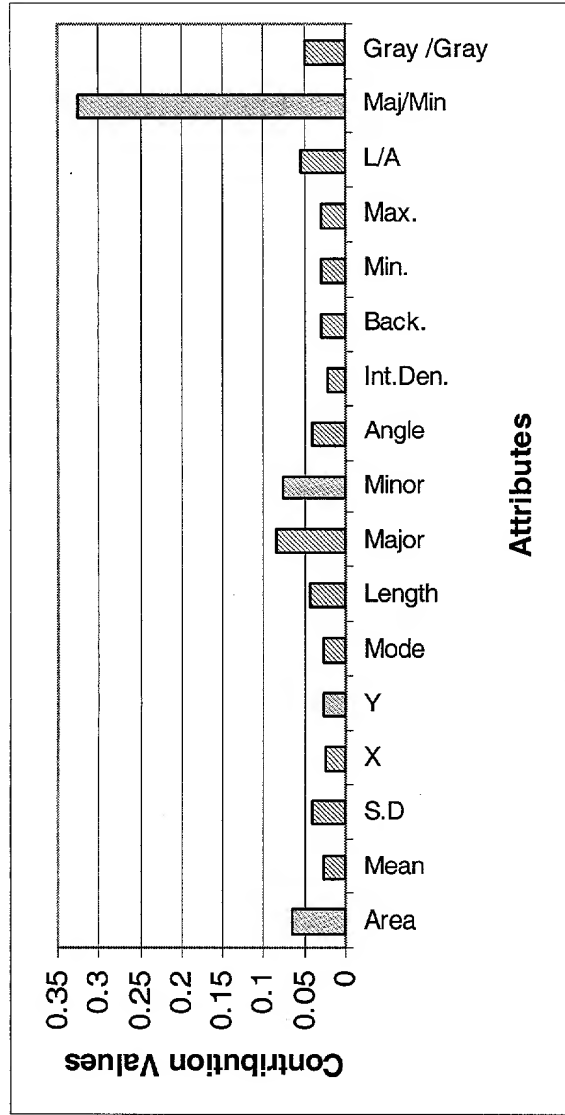 Contribution Values
0.35
0.3
0.25
0.2
0.15
0.1
0.05
0
Area
Mean
S.D
X
Y
Mode
Length
Major
Minor
Angle
Int.Den.
Back.
Min.
Max.
L/A
Maj/Min
Gray /Gray
Attributes